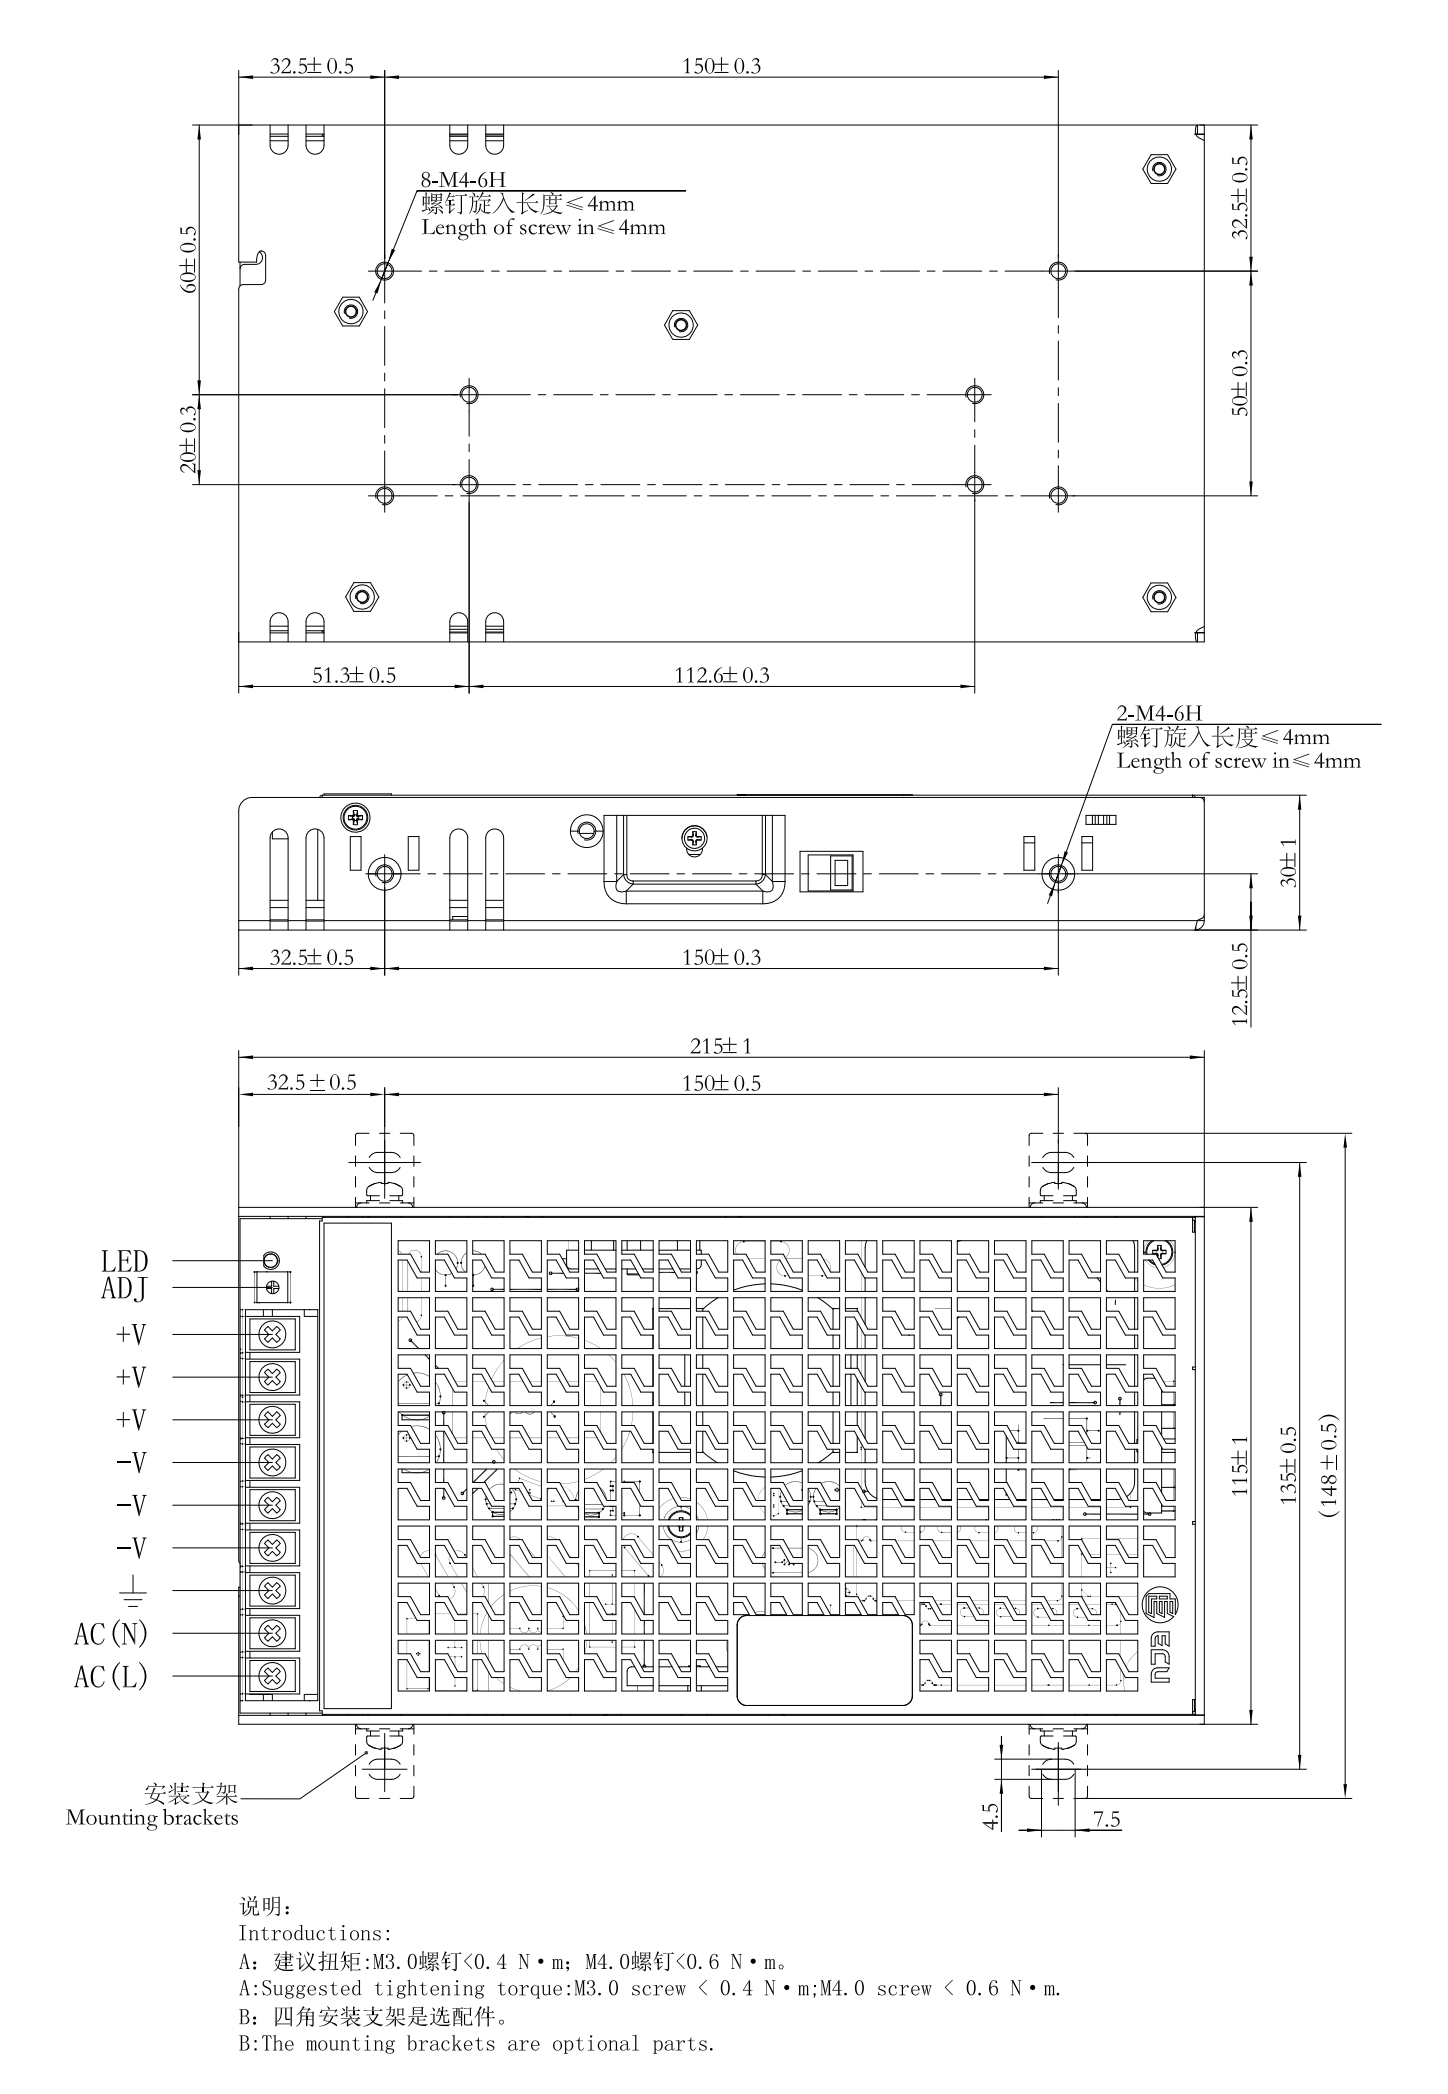 32.5± 0.5
150± 0.3
8-M4-6H
螺钉旋入长度≤4mm
Length of screw in≤4mm
60± 0.5
32.5± 0.5
20± 0.3
50± 0.3
51.3± 0.5
112.6± 0.3
2-M4-6H
螺钉旋入长度≤4mm
Length of screw in≤4mm
30± 1
32.5± 0.5
150± 0.3
12.5± 0.5
215± 1
32.5 ± 0.5
150± 0.5
LED
ADJ
+V
+V
+V
-V
-V
-V
AC(N)
AC(L)
115± 1
135± 0.5
(148 ± 0.5)
安装支架
Mounting brackets
4.5
7.5
说明:
Introductions:
A: 建议扭矩:M3.0螺钉<0.4 N·m; M4.0螺钉<0.6 N·m。
A:Suggested tightening torque:M3.0 screw < 0.4 N·m;M4.0 screw < 0.6 N·m.
B: 四角安装支架是选配件。
B:The mounting brackets are optional parts.